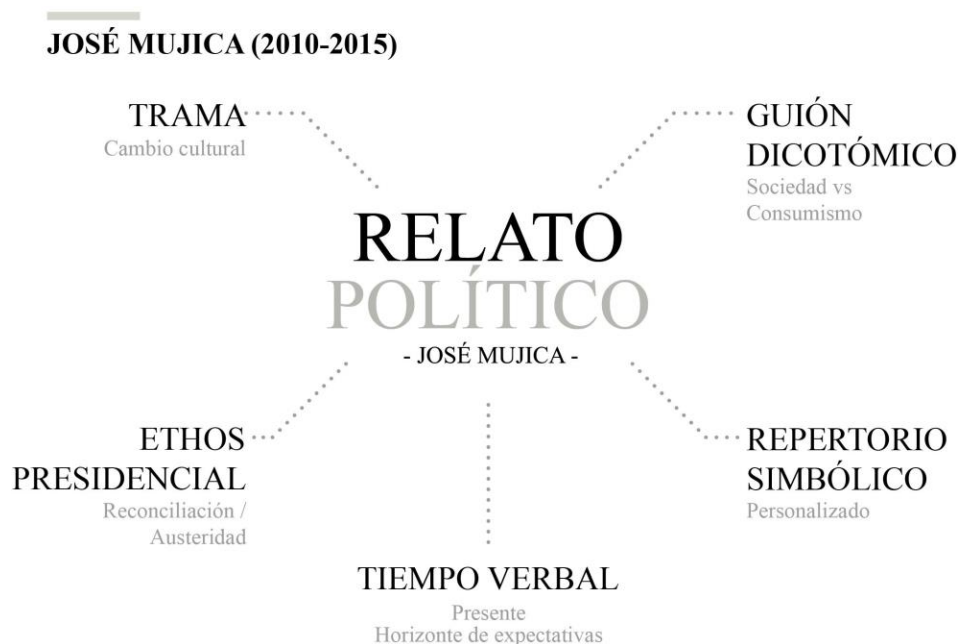 JOSÉ MUJICA (2010-2015)
TRAMA
Cambio cultural
GUIÓN
DICOTÓMICO
Sociedad vs
Consumismo
RELATO
POLÍTICO
- JOSÉ MUJICA -
ETHOS
PRESIDENCIAL
Reconciliación /
Austeridad
REPERTORIO
SIMBÓLICO
Personalizado
TIEMPO VERBAL
Presente
Horizonte de expectativas